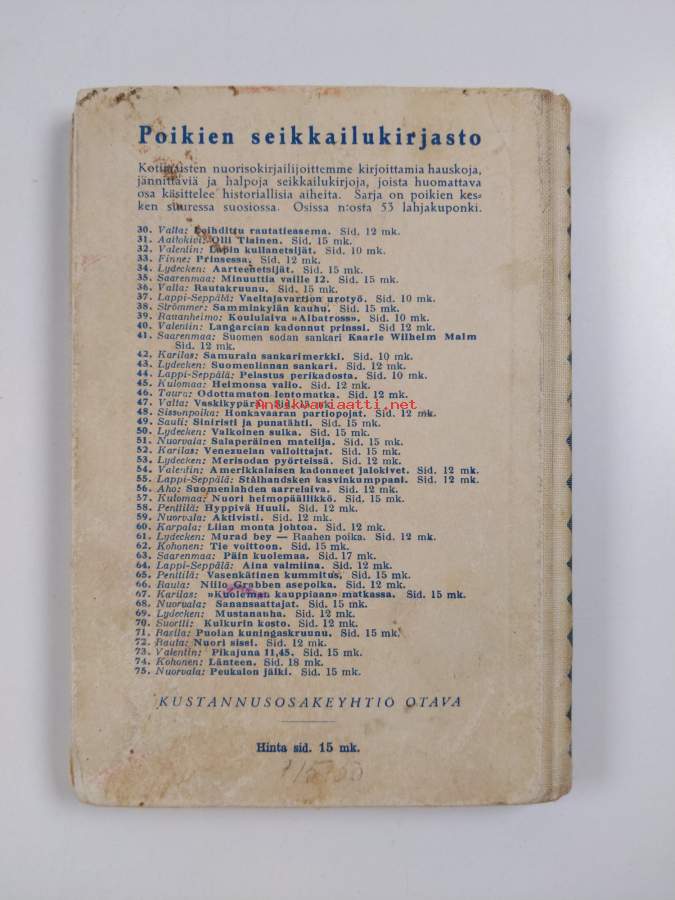 Poikien seikkailukirjasto
Kotimaisten nuorisokirjailijoittemme kirjoittamia hauskoja,
jännittäviä ja halpoja seikkailukirjoja, joista huomattava
osa käsittelee historiallisia aiheita. Sarja on poikien kes-
ken suuressa suosiossa. Osissa n:osta 53 lahjakuponki.
30. Valta: Leihdittu rautatieasema. Sid. 12 mk.
31. Aaltokivi: Olli Tiainen. Sid. 15 mk.
32. Valentin: Lapin kullanetsijät. Sid. 10 mk.
33. Finne: Prinsessa. Sid. 12 mk.
34. Lydecken: Aarteenetsijät. Sid. 15 mk.
35. Saarenmaa: Minuuttia vaille 12. Sid. 15 mk.
36. Valta: Rautakruunu. Sid. 15 mk.
37. Lappi-Seppälä: Vaeltajavartion urotyö. Sid. 10 mk.
38. Strömmer: Samminkylän kauhu. Sid. 15 mk.
39. Rananheimo: Koululaiva »Albatross». Sid. 10 mk.
40. Valentin: Langarcian kadonnut prinssi. Sid. 12 mk.
41. Saarenmaa: Suomen sodan sankari Kaarle Wilhelm Malm
Sid. 12 mk.
42. Karilas: Samurain sankarimerkki. Sid. 10 mk.
43. Lydecken: Suomenlinnan sankari. Sid. 12 mk.
44. Lappi-Seppälä: Pelastus perikadosta. Sid. 10 mk.
45. Kulomaa: Heimonsa valio. Sid. 12 mk.
46. Taura: Odottamaton lentomatka. Sid. 12 mk.
47. Valta: Vaskikypärä. Sid. 15 mk.
Antikvariaatti.net
48. Sissonpoika: Honkavaaran partiopojat. Sid. 12 mk.
49. Sauli: Siniristi ja punatähti. Sid. 15 mk.
50. Lydecken: Valkoinen sulka. Sid. 15 mk.
51. Nuorvala: Salaperäinen matelija. Sid. 15 mk.
52. Karilas: Venezuelan valloittajat. Sid. 15 mk.
53. Lydecken: Merisodan pyörteissä. Sid. 12 mk.
54. Valentin: Amerikkalaisen kadonneet jalokivet. Sid. 12 mk.
55. Lappi-Seppälä: Stålhandsken kasvinkumppani. Sid. 12 mk.
56. Aho: Suomenlahden aarrelaiva. Sid. 12 mk.
57. Kulomaa: Nuori heimopäällikkö. Sid. 15 mk.
58. Penttilä: Hyppivä Huuli. Sid. 12 mk.
59. Nuorvala: Aktivisti. Sid. 12 mk.
60. Karpala: Liian monta johtoa. Sid. 12 mk.
61. Lydecken: Murad bey — Raahen poika. Sid. 12 mk.
62. Kohonen: Tie voittoon. Sid. 15 mk.
63. Saarenmaa: Päin kuolemaa. Sid. 17 mk.
64. Lappi-Seppälä: Aina valmiina. Sid. 12 mk.
65. Penttilä: Vasenkätinen kummitus. Sid. 15 mk.
66. Rauta: Niilo Grabben asepoika. Sid. 12 mk.
67. Karilas: »Kuoleman kauppiaan» matkassa. Sid. 15 mk.
68. Nuorvala: Sanansaattajat. Sid. 15 mk.
69. Lydecken: Mustanauha. Sid. 12 mk.
70. Suortti: Kulkurin kosto. Sid. 12 mk.
71. Rasila: Puolan kuningaskruunu. Sid. 15 mk.
72. Rauta: Nuori sissi. Sid. 12 mk.
73. Valentin: Pikajuna 11,45. Sid. 15 mk.
74. Kohonen: Länteen. Sid. 18 mk.
75. Nuorvala: Peukalon jälki. Sid. 15 mk.
KUSTANNUSOSAKEYHTIÖ OTAVA
Hinta sid. 15 mk.